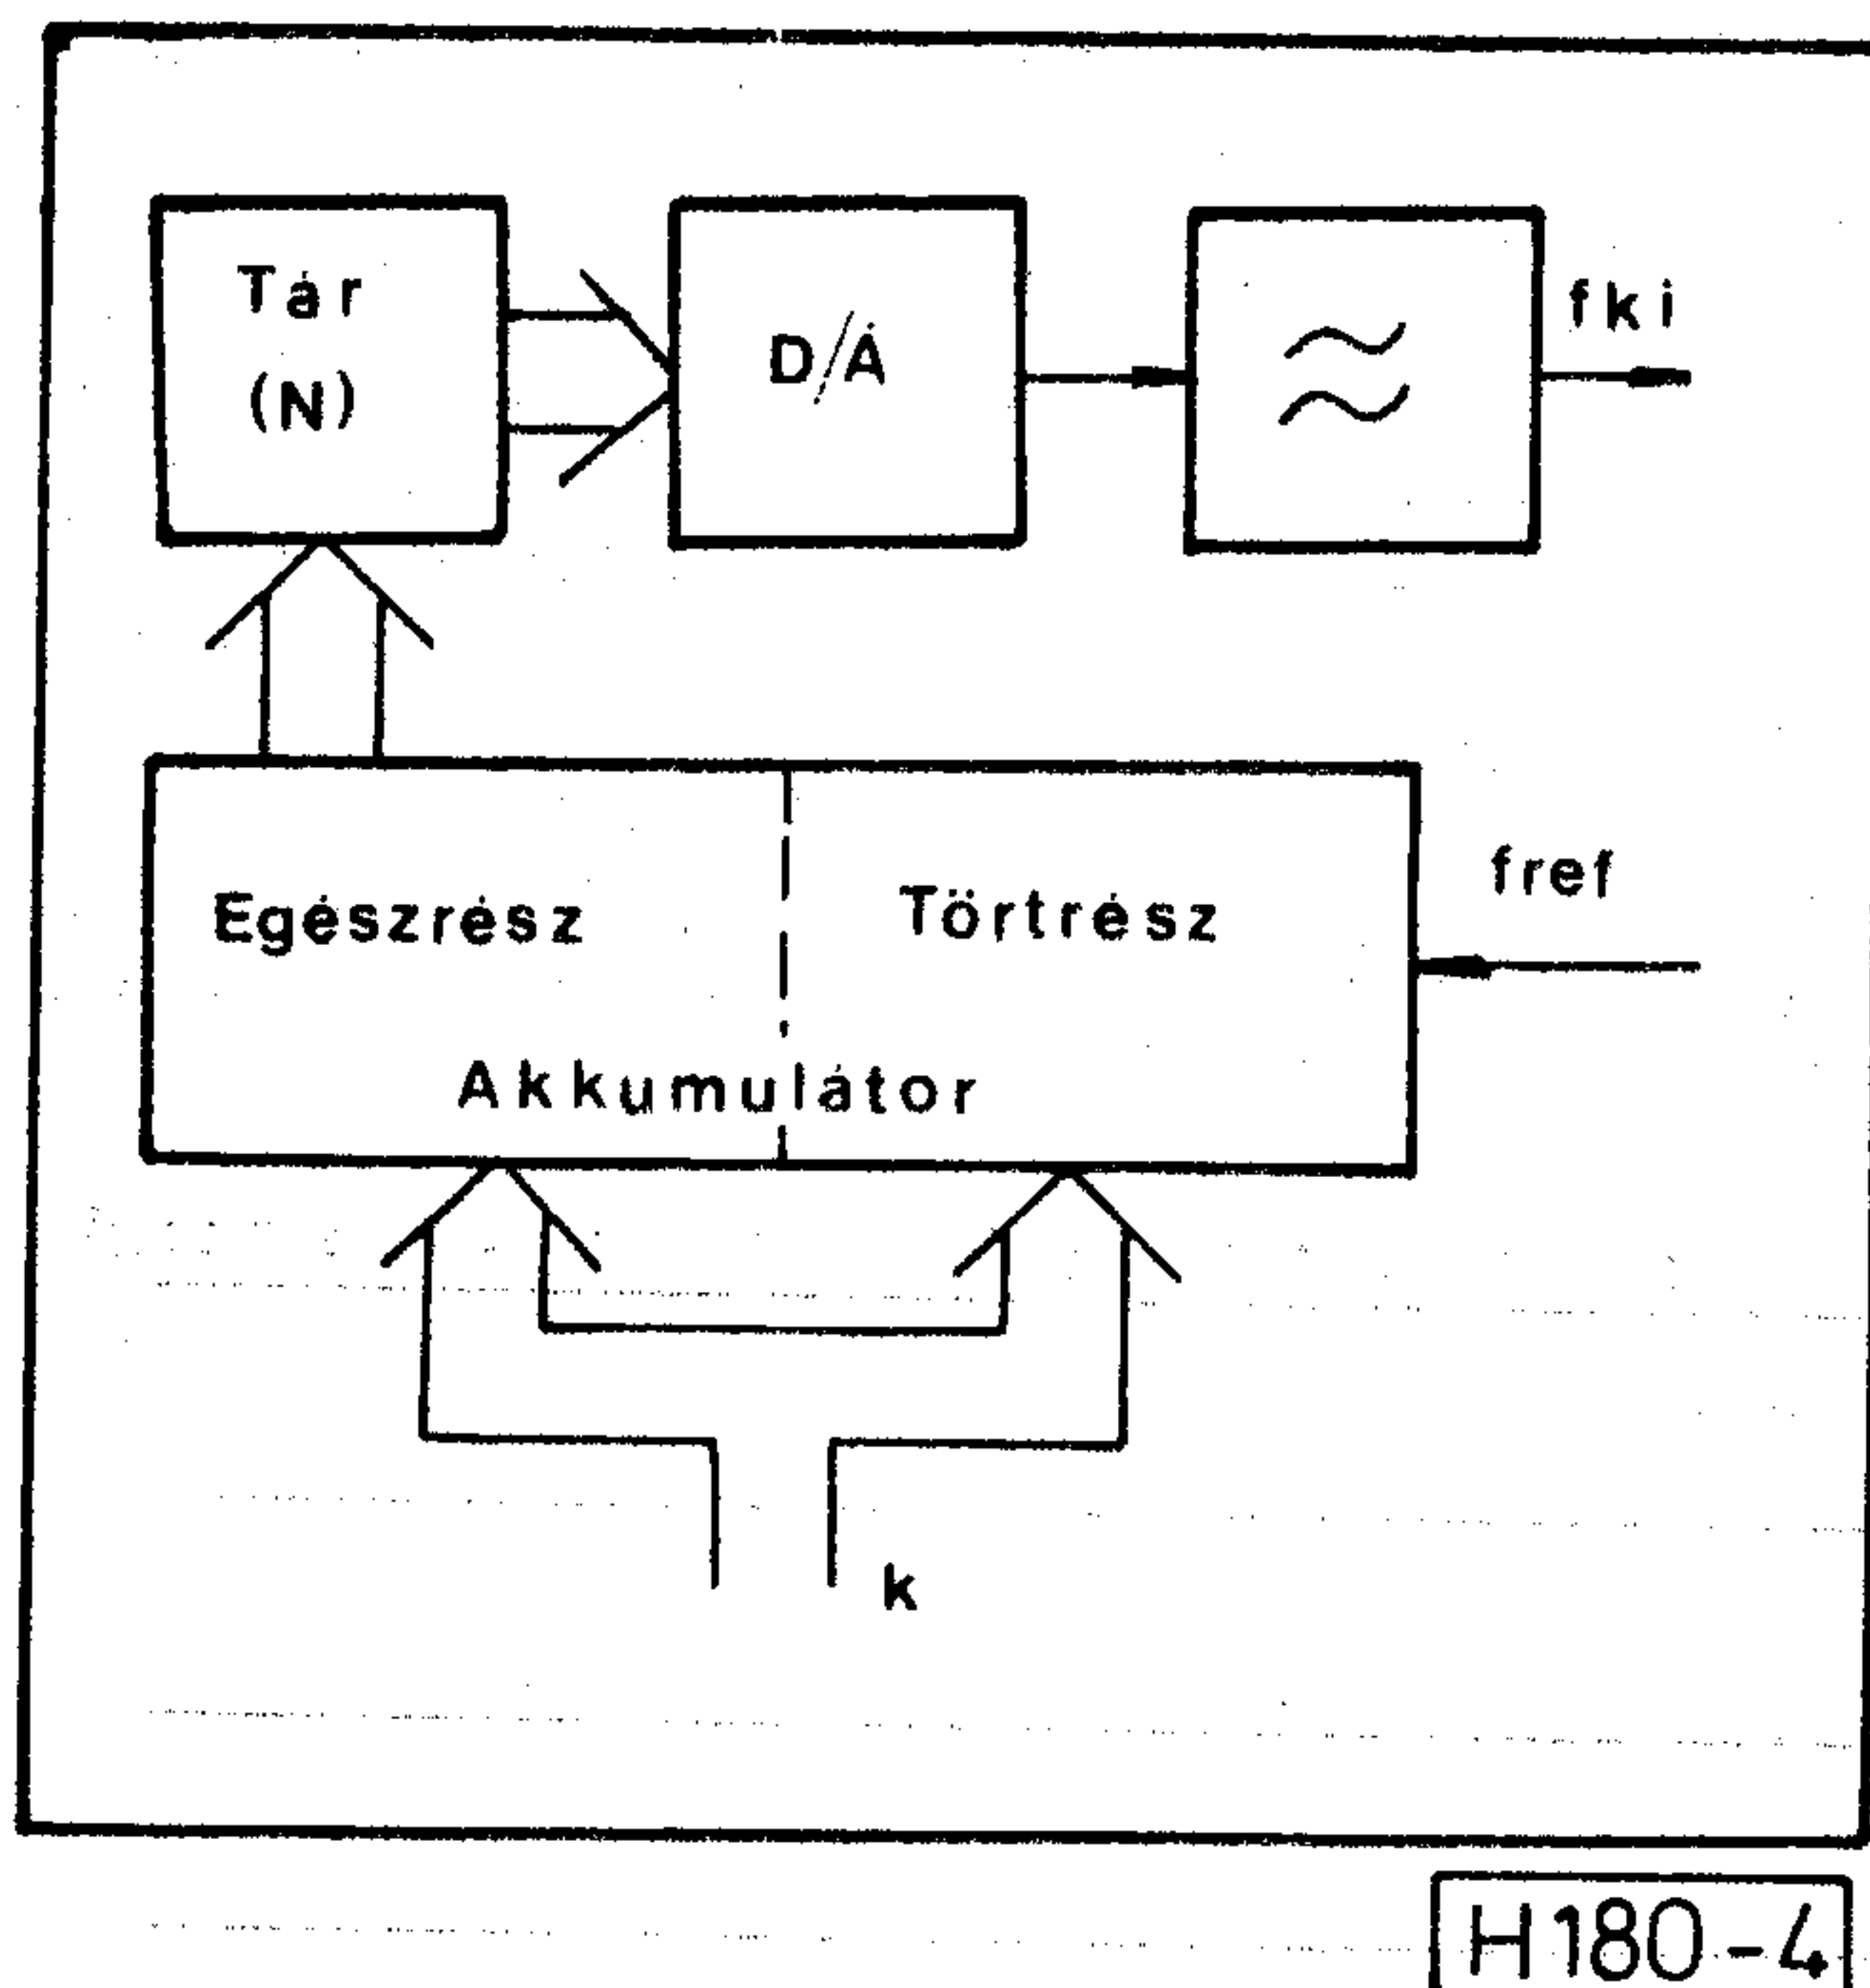 Tár
(N)
D/Á
fki
Egészrész
Törtrész
fref
Akkumulátor
k
H180-4